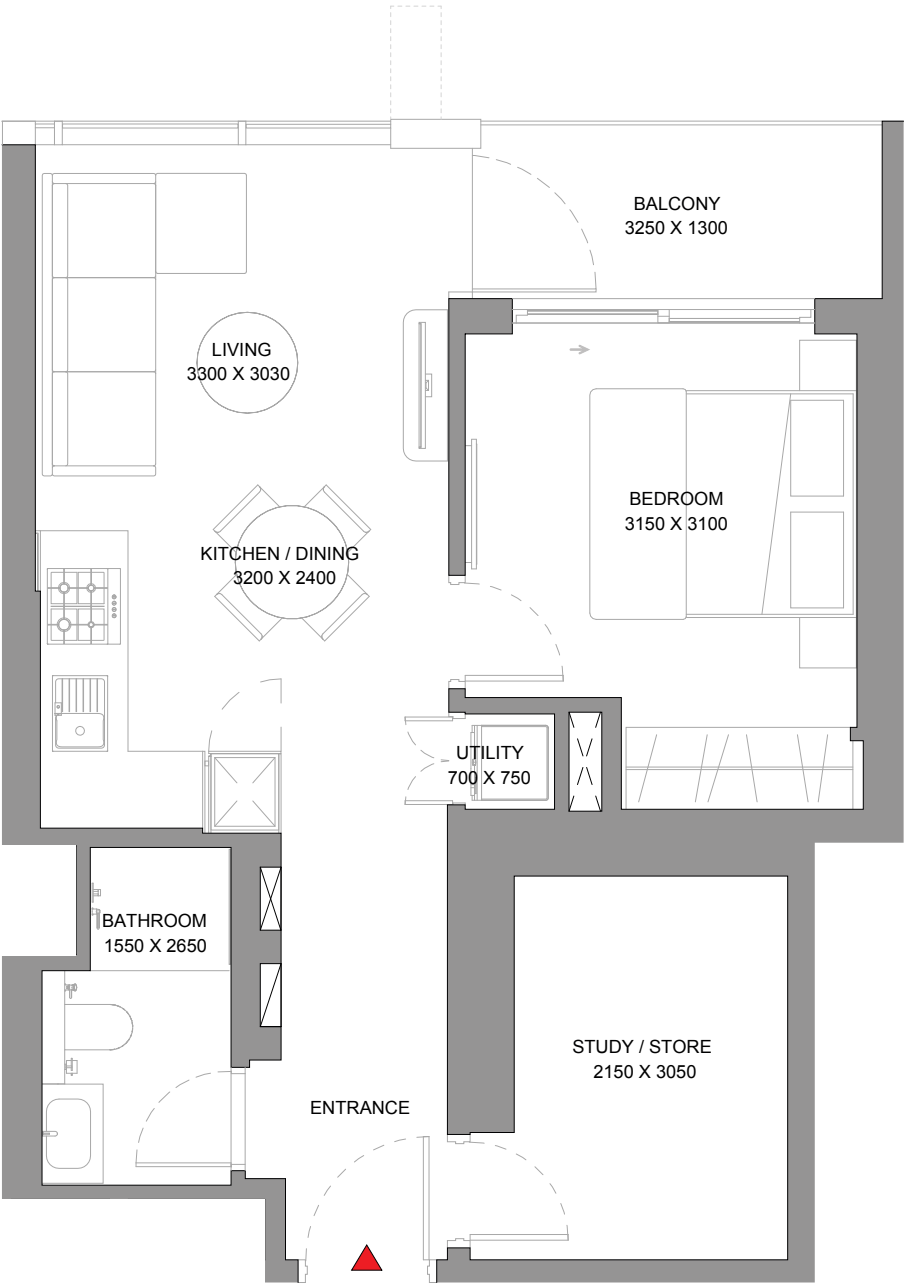 BALCONY
3250 X 1300
LIVING
3300 X 3030
BEDROOM
3150 X 3100
KITCHEN / DINING
3200 X 2400
UTILITY
700 X 750
BATHROOM
1550 X 2650
STUDY / STORE
2150 X 3050
ENTRANCE